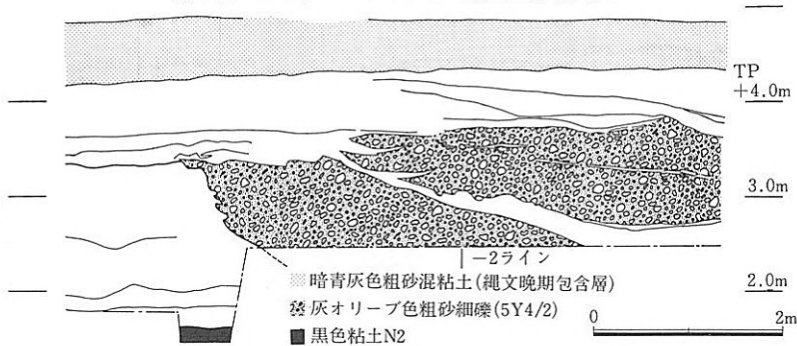 TP
+4.0m
3.0m
|−2ライン
暗青灰色粗砂混粘土(縄文晩期包含層)
灰オリーブ色粗砂細礫(5Y4/2)
黒色粘土N2
2.0m
0 2m